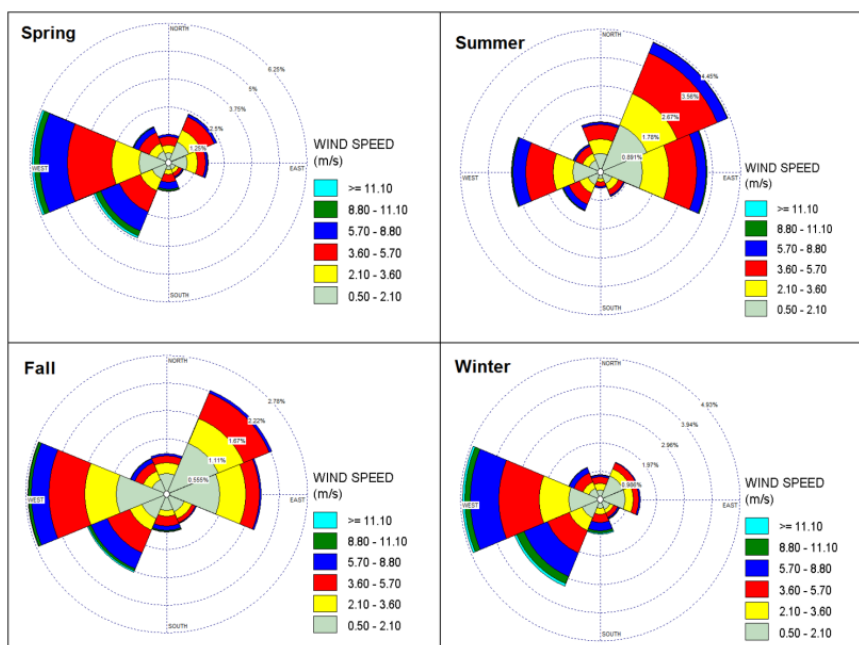 Spring
NORTH
6.25%
5%
3.75%
2.5%
1.25%
WEST
EAST
SOUTH
WIND SPEED
(m/s)
>= 11.10
8.80 - 11.10
5.70 - 8.80
3.60 - 5.70
2.10 - 3.60
0.50 - 2.10
Summer
NORTH
4.45%
3.56%
2.67%
1.78%
0.891%
WEST
EAST
SOUTH
WIND SPEED
(m/s)
>= 11.10
8.80 - 11.10
5.70 - 8.80
3.60 - 5.70
2.10 - 3.60
0.50 - 2.10
Fall
NORTH
2.78%
2.22%
1.67%
1.11%
0.555%
WEST
EAST
SOUTH
WIND SPEED
(m/s)
>= 11.10
8.80 - 11.10
5.70 - 8.80
3.60 - 5.70
2.10 - 3.60
0.50 - 2.10
Winter
NORTH
4.93%
3.94%
2.96%
1.97%
0.986%
WEST
EAST
SOUTH
WIND SPEED
(m/s)
>= 11.10
8.80 - 11.10
5.70 - 8.80
3.60 - 5.70
2.10 - 3.60
0.50 - 2.10